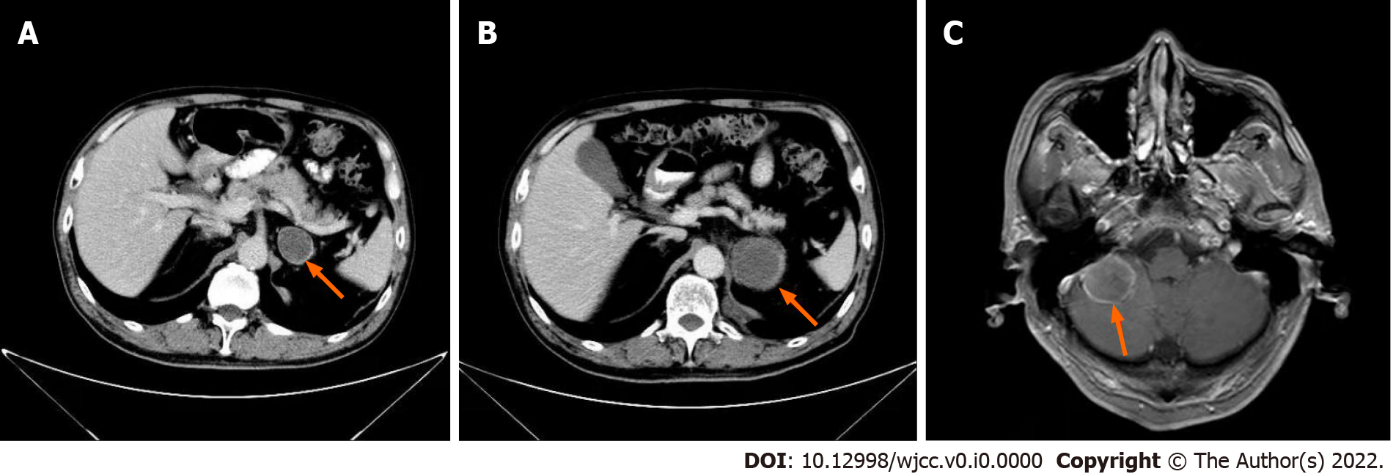 A
B
C
DOI: 10.12998/wjcc.v0.i0.0000 Copyright © The Author(s) 2022.